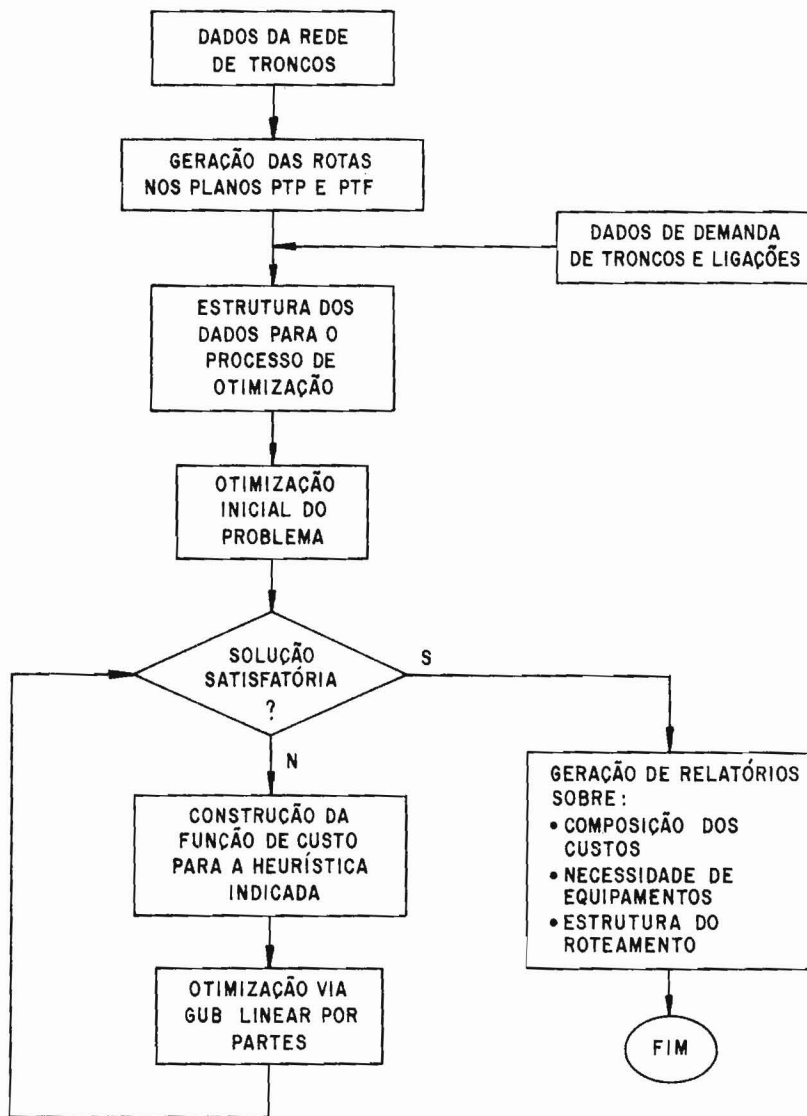 DADOS DA REDE
DE TRONCOS
GERAÇÃO DAS ROTAS
NOS PLANOS PTP E PTF
DADOS DE DEMANDA
DE TRONCOS E LIGAÇÕES
ESTRUTURA DOS
DADOS PARA O
PROCESSO DE
OTIMIZAÇÃO
OTIMIZAÇÃO
INICIAL DO
PROBLEMA
SOLUÇÃO
SATISFATÓRIA
?
S
N
CONSTRUÇÃO DA
FUNÇÃO DE CUSTO
PARA A HEURÍSTICA
INDICADA
OTIMIZAÇÃO VIA
GUB LINEAR POR
PARTES
GERAÇÃO DE RELATÓRIOS
SOBRE:
• COMPOSIÇÃO DOS
CUSTOS
• NECESSIDADE DE
EQUIPAMENTOS
• ESTRUTURA DO
ROTEAMENTO
FIM